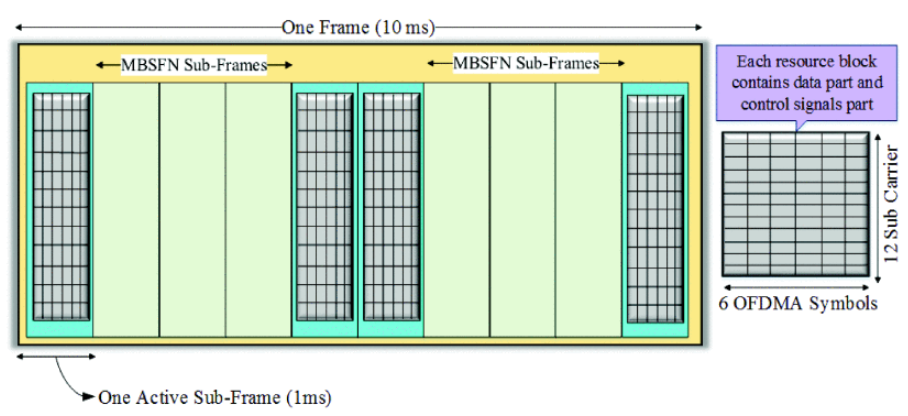 One Frame (10 ms)
MBSFN Sub-Frames
MBSFN Sub-Frames
Each resource block
contains data part and
control signals part
12 Sub Carrier
6 OFDMA Symbols
One Active Sub-Frame (1ms)